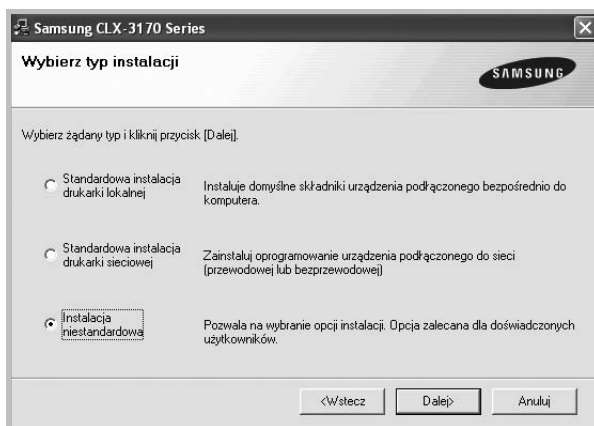 Samsung CLX-3170 Series
Wybierz typ instalacji
SAMSUNG
Wybierz żądany typ i kliknij przycisk [Dalej].
Standardowa instalacja
drukarki lokalnej
Instaluje domyślne składniki urządzenia podłączonego bezpośrednio do
komputera.
Standardowa instalacja
drukarki sieciowej
Zainstaluj oprogramowanie urządzenia podłączonego do sieci
(przewodowej lub bezprzewodowej)
Instalacja
niestandardowa
Pozwala na wybranie opcji instalacji. Opcja zalecana dla doświadczonych
użytkowników.
<Wstecz
Dalej>
Anuluj